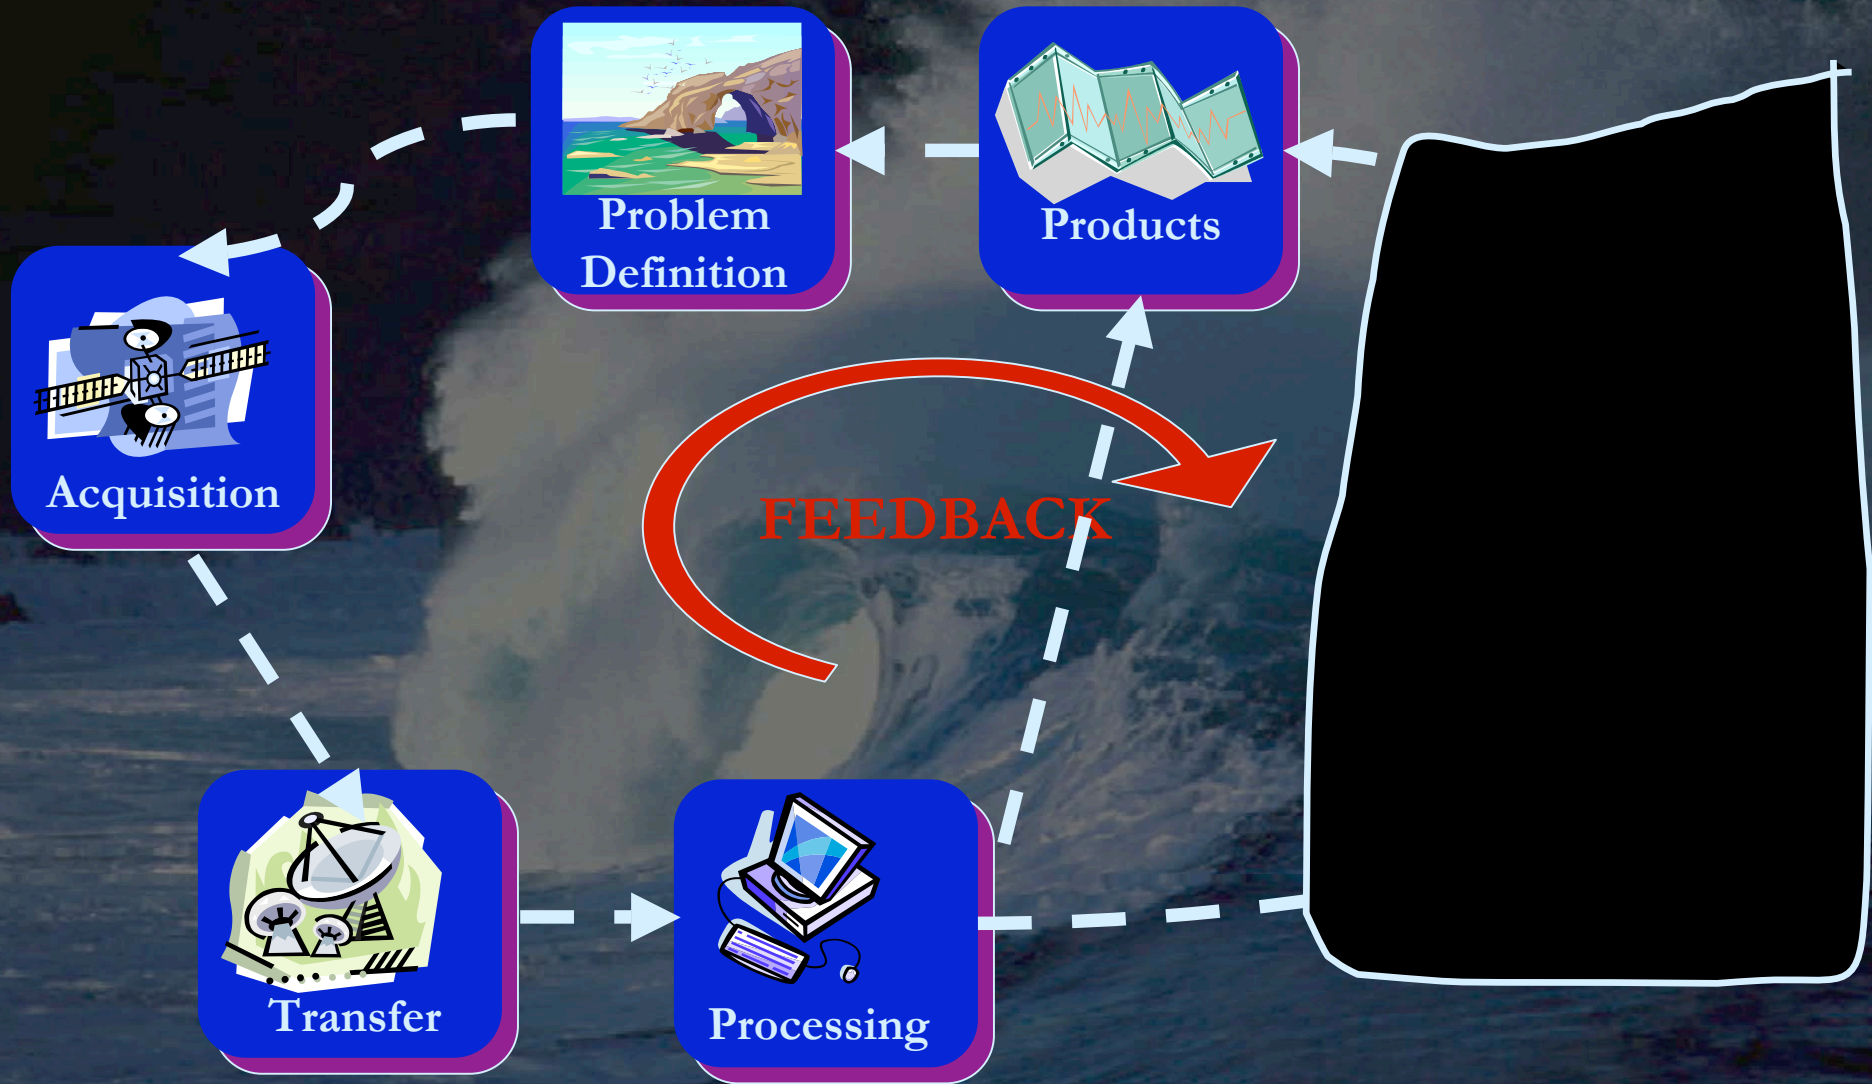 Problem
Definition
Products
Acquisition
FEEDBACK
Transfer
Processing